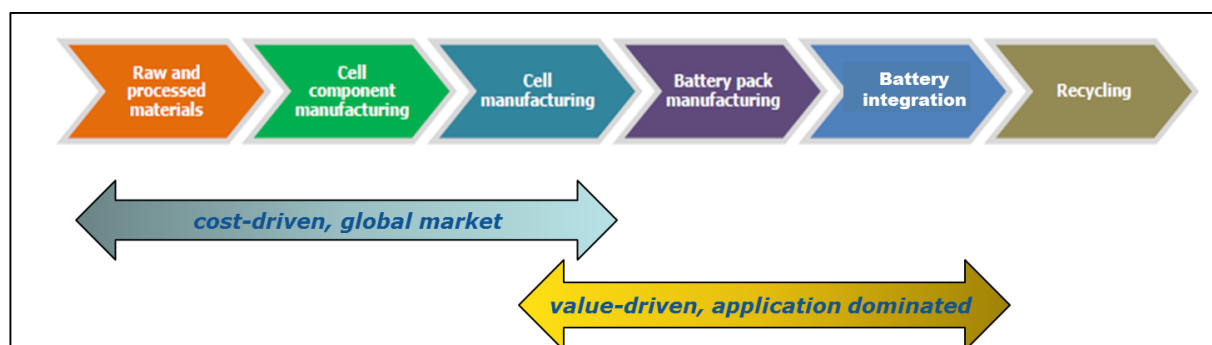 Raw and
processed
materials
Cell
component
manufacturing
Cell
manufacturing
Battery pack
manufacturing
Battery
integration
Recycling
cost-driven, global market
value-driven, application dominated